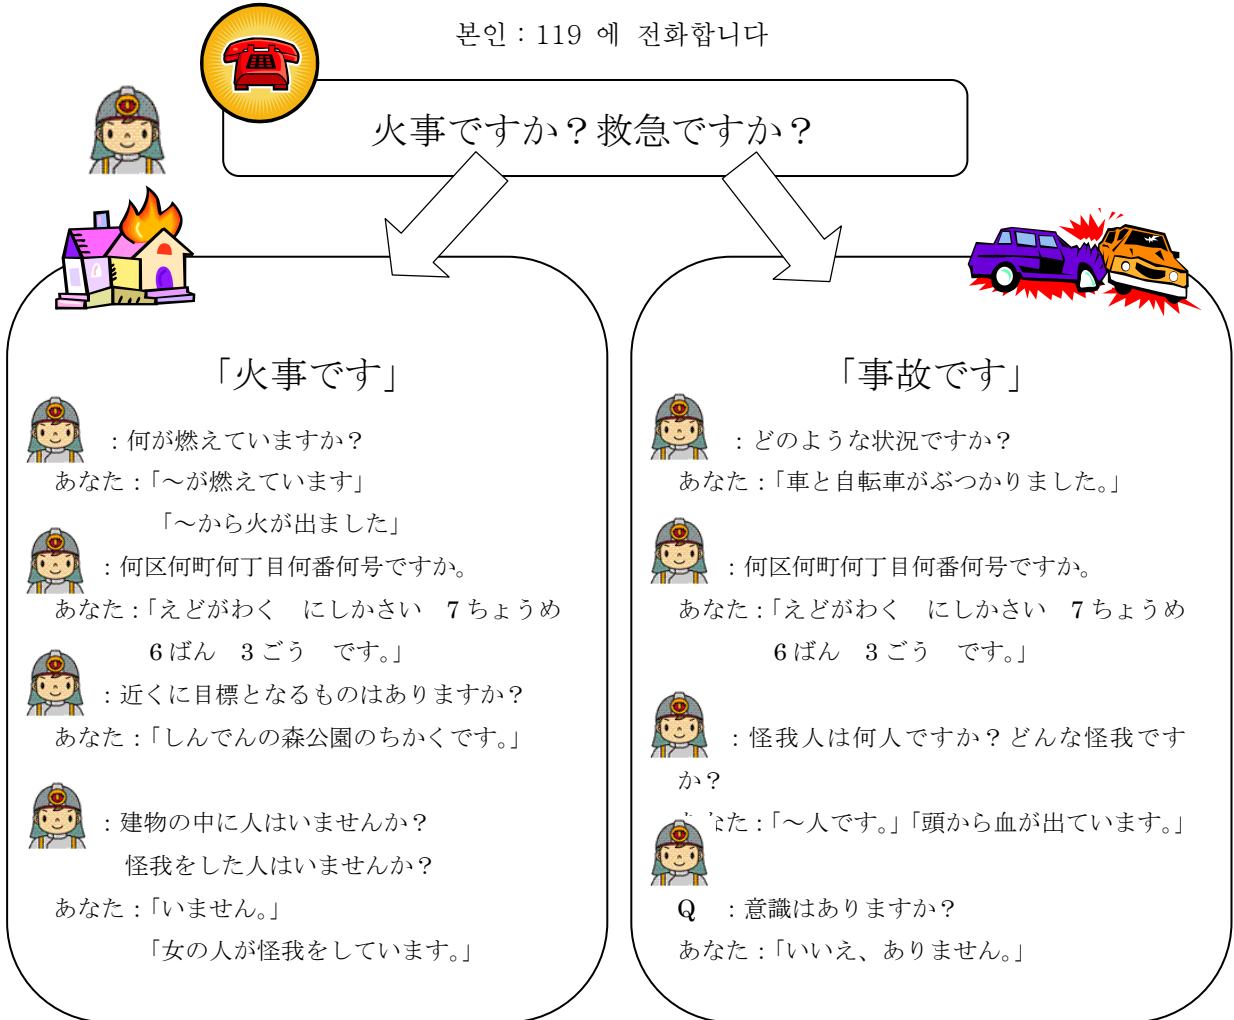 본인：119 에 전화합니다
火事ですか？救急ですか？
「火事です」
：何が燃えていますか？
あなた：「～が燃えています」
「～から火が出ました」
：何区何町何丁目何番何号ですか。
あなた：「えどがわく　にしかさい　7ちょうめ
6ばん　3ごう　です。」
：近くに目標となるものはありますか？
あなた：「しんでんの森公園のちかくです。」
：建物の中に人はいませんか？
怪我をした人はいませんか？
あなた：「いません。」
「女の人が怪我をしています。」
「事故です」
：どのような状況ですか？
あなた：「車と自転車がぶつかりました。」
：何区何町何丁目何番何号ですか。
あなた：「えどがわく　にしかさい　7ちょうめ
6ばん　3ごう　です。」
：怪我人は何人ですか？どんな怪我です
か？
なた：「～人です。」「頭から血が出ています。」
Q　：意識はありますか？
あなた：「いいえ、ありません。」